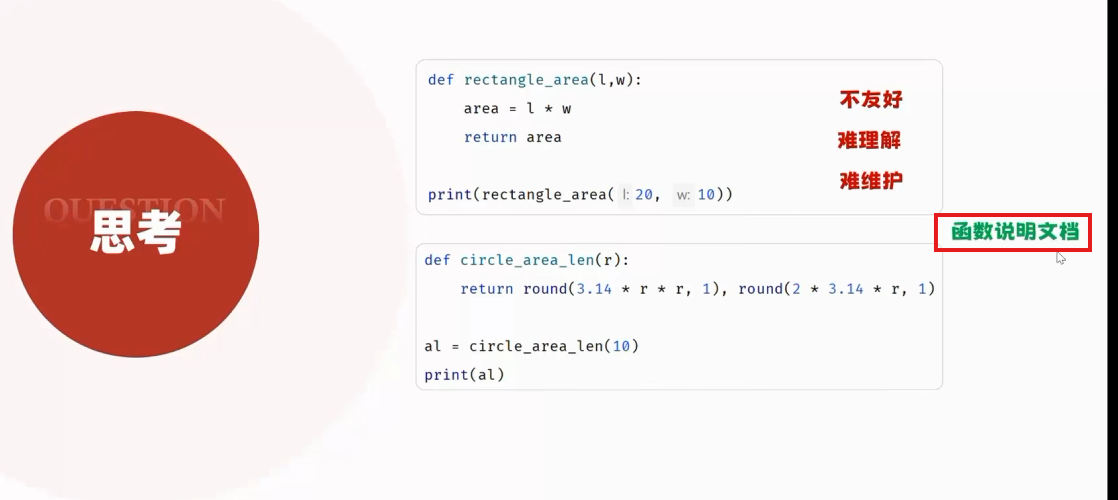 QUESTION
思考
def rectangle_area(l,w):
    area = l * w
    return area
print(rectangle_area( l: 20,  w: 10))
不友好
难理解
难维护
函数说明文档
def circle_area_len(r):
    return round(3.14 * r * r, 1), round(2 * 3.14 * r, 1)
al = circle_area_len(10)
print(al)